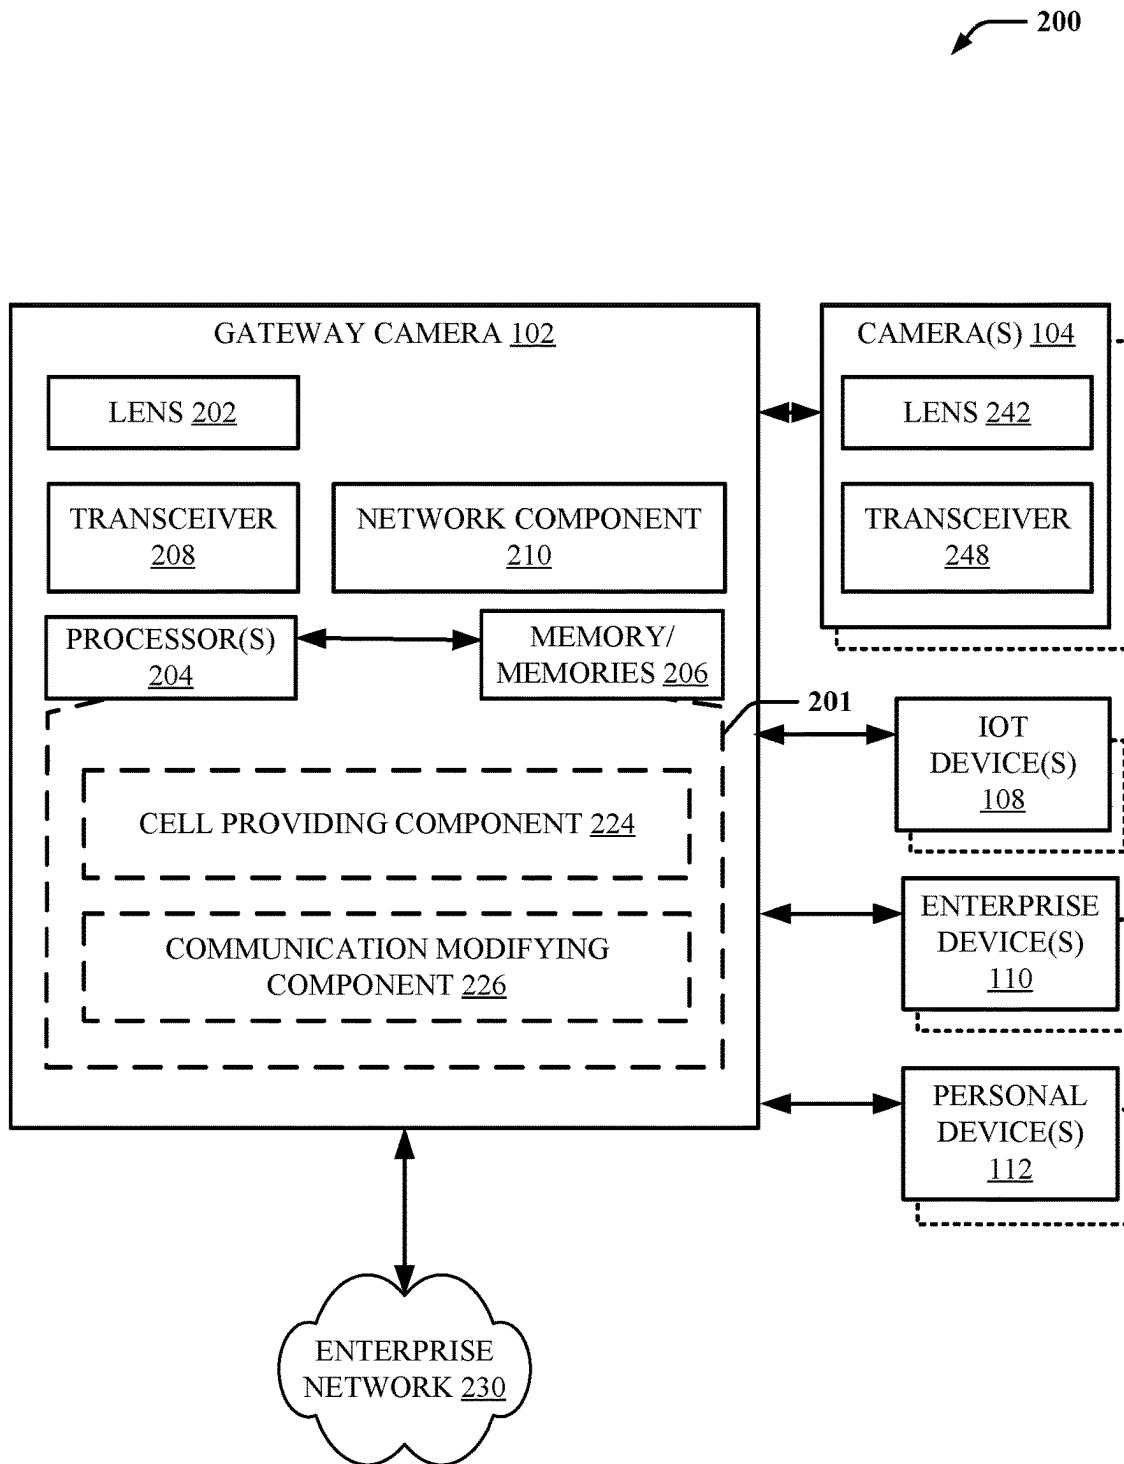 200
GATEWAY CAMERA 102
LENS 202
TRANSCEIVER
208
NETWORK COMPONENT
210
PROCESSOR(S)
204
MEMORY/
MEMORIES 206
201
CELL PROVIDING COMPONENT 224
COMMUNICATION MODIFYING
COMPONENT 226
CAMERA(S) 104
LENS 242
TRANSCEIVER
248
IOT
DEVICE(S)
108
ENTERPRISE
DEVICE(S)
110
PERSONAL
DEVICE(S)
112
ENTERPRISE
NETWORK 230